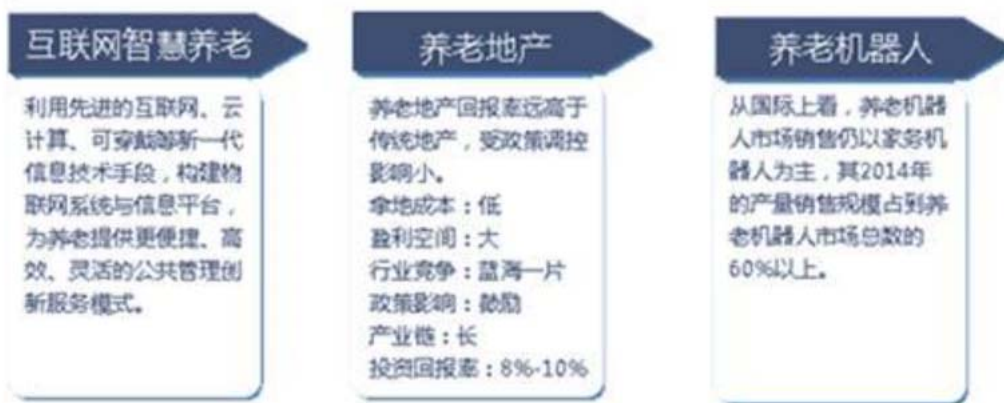 互联网智慧养老
利用先进的互联网、云
计算、可穿戴等新一代
信息技术手段，构建物
联网系统与信息平台，
为养老提供更便捷、高
效、灵活的公共管理创
新服务模式。
养老地产
养老地产回报率远高于
传统地产，受政策调控
影响小。
拿地成本：低
盈利空间：大
行业竞争：蓝海一片
政策影响：鼓励
产业链：长
投资回报率：8%-10%
养老机器人
从国际上看，养老机器
人市场销售仍以家务机
器人为主，其2014年
的产量销售规模占到养
老机器人市场总数的
60%以上。